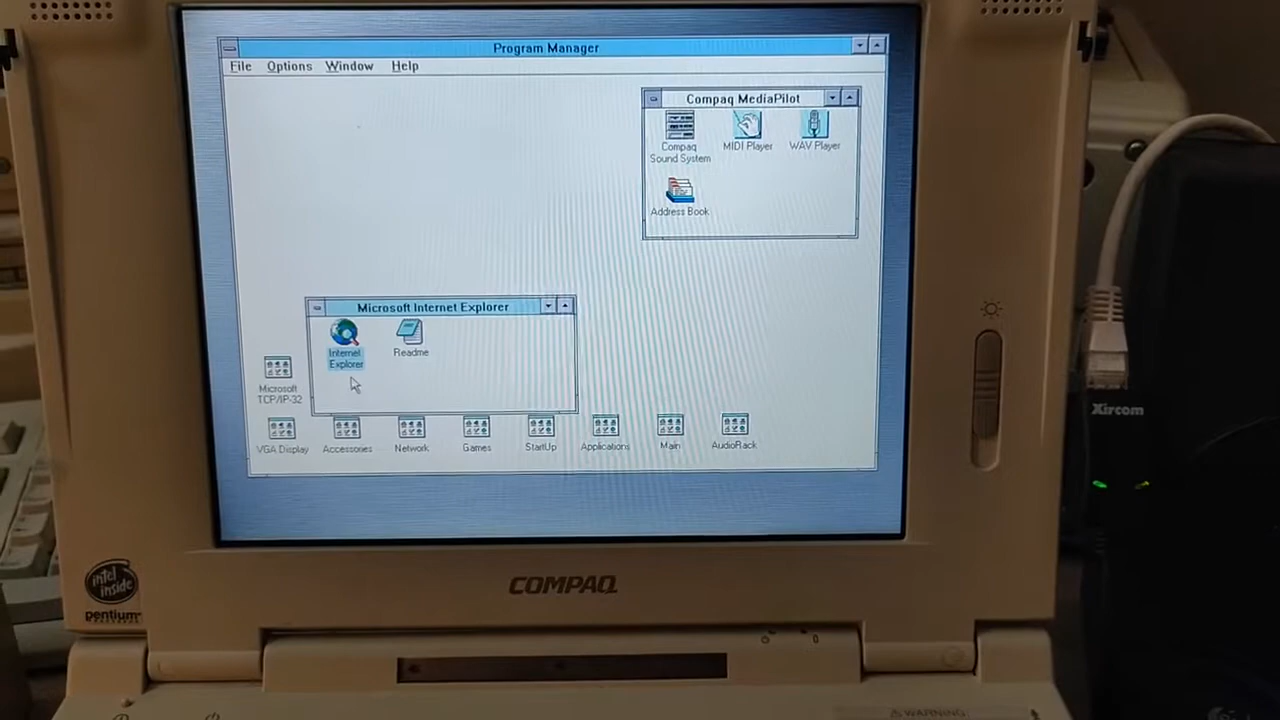 Program Manager
File Options Window Help
Compaq MediaPilot
Compaq
Sound System
MIDI Player
WAV Player
Address Book
Microsoft Internet Explorer
Internet
Explorer
Readme
Microsoft
TCP/IP-32
VGA Display
Accessories
Network
Games
StartUp
Applications
Main
AudioRack
Xircom
intel
inside
pentium
COMPAQ
WARNING: